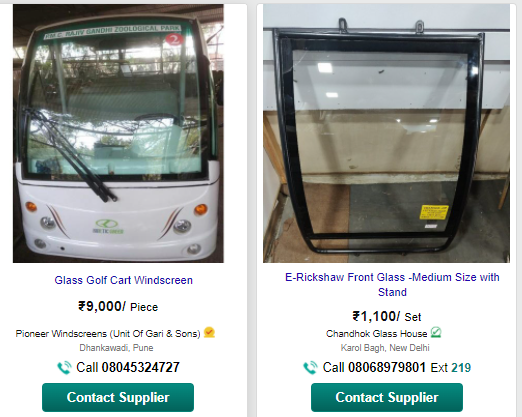 P.M.C. RAJIV GANDHI ZOOLOGICAL PARK
2
Glass Golf Cart Windscreen
₹9,000/ Piece
Pioneer Windscreens (Unit Of Gari & Sons)
Dhankawadi, Pune
Call 08045324727
Contact Supplier
E-Rickshaw Front Glass -Medium Size with
Stand
₹1,100/ Set
Chandhok Glass House
Karol Bagh, New Delhi
Call 08068979801 Ext 219
Contact Supplier